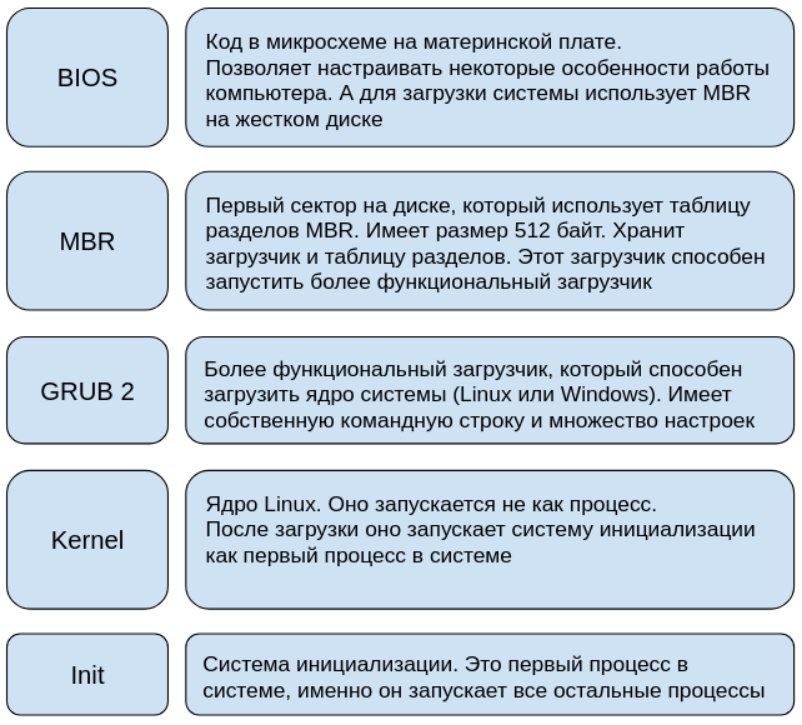 BIOS
Код в микросхеме на материнской плате.
Позволяет настраивать некоторые особенности работы
компьютера. А для загрузки системы использует MBR
на жестком диске
MBR
Первый сектор на диске, который использует таблицу
разделов MBR. Имеет размер 512 байт. Хранит
загрузчик и таблицу разделов. Этот загрузчик способен
запустить более функциональный загрузчик
GRUB 2
Более функциональный загрузчик, который способен
загрузить ядро системы (Linux или Windows). Имеет
собственную командную строку и множество настроек
Kernel
Ядро Linux. Оно запускается не как процесс.
После загрузки оно запускает систему инициализации
как первый процесс в системе
Init
Система инициализации. Это первый процесс в
системе, именно он запускает все остальные процессы